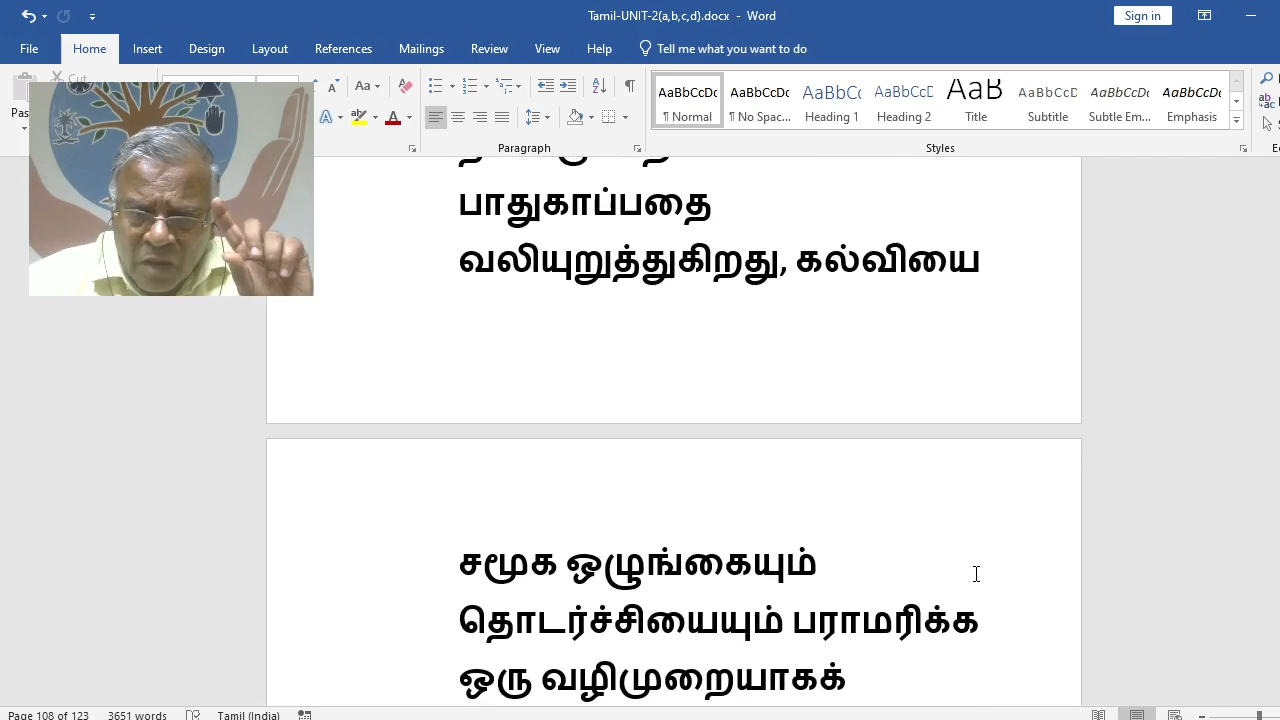 Tamil-UNIT-2(a,b,c,d).docx - Word
Sign in
File Home Insert Design Layout References Mailings Review View Help Tell me what you want to do
Cut
Aa
AaBbCcDc AaBbCcDc AaBbCc AaBbCcD AaB AaBbCcD AaBbCcDc AaBbCcDc
¶ Normal ¶ No Spac... Heading 1 Heading 2 Title Subtitle Subtle Em... Emphasis
Paragraph Styles
பாதுகாப்பதை
வலியுறுத்துகிறது, கல்வியை
சமூக ஒழுங்கையும்
தொடர்ச்சியையும் பராமரிக்க
ஒரு வழிமுறையாகக்
Page 108 of 123 3651 words Tamil (India)